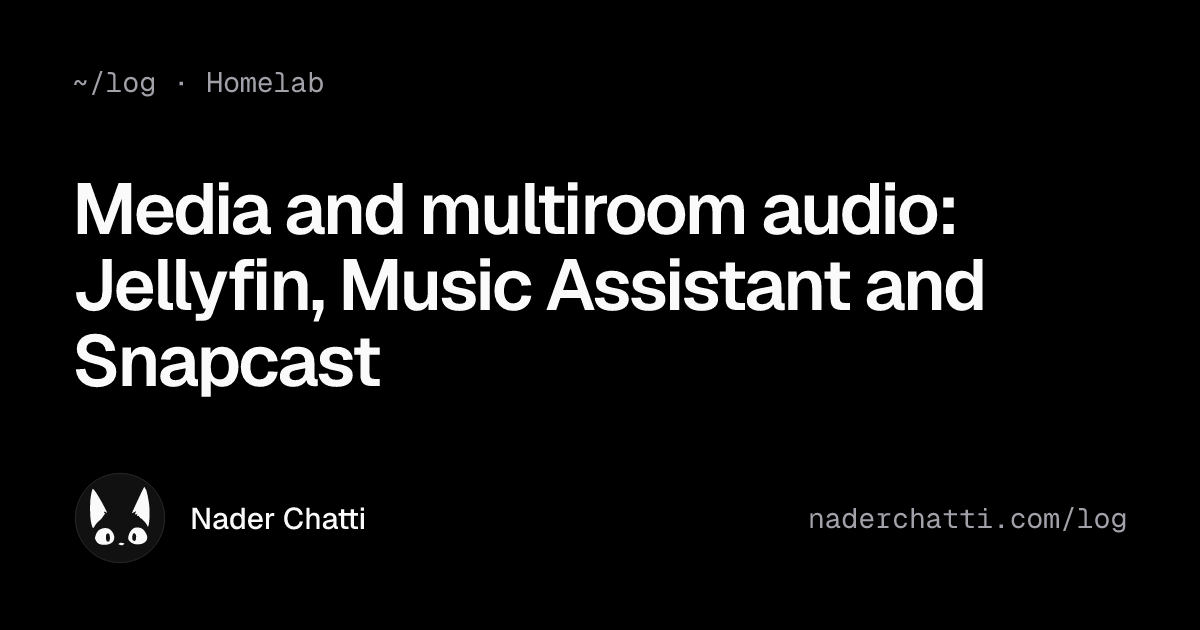 ~/log · Homelab
Media and multiroom audio:
Jellyfin, Music Assistant and
Snapcast
Nader Chatti
naderchatti.com/log